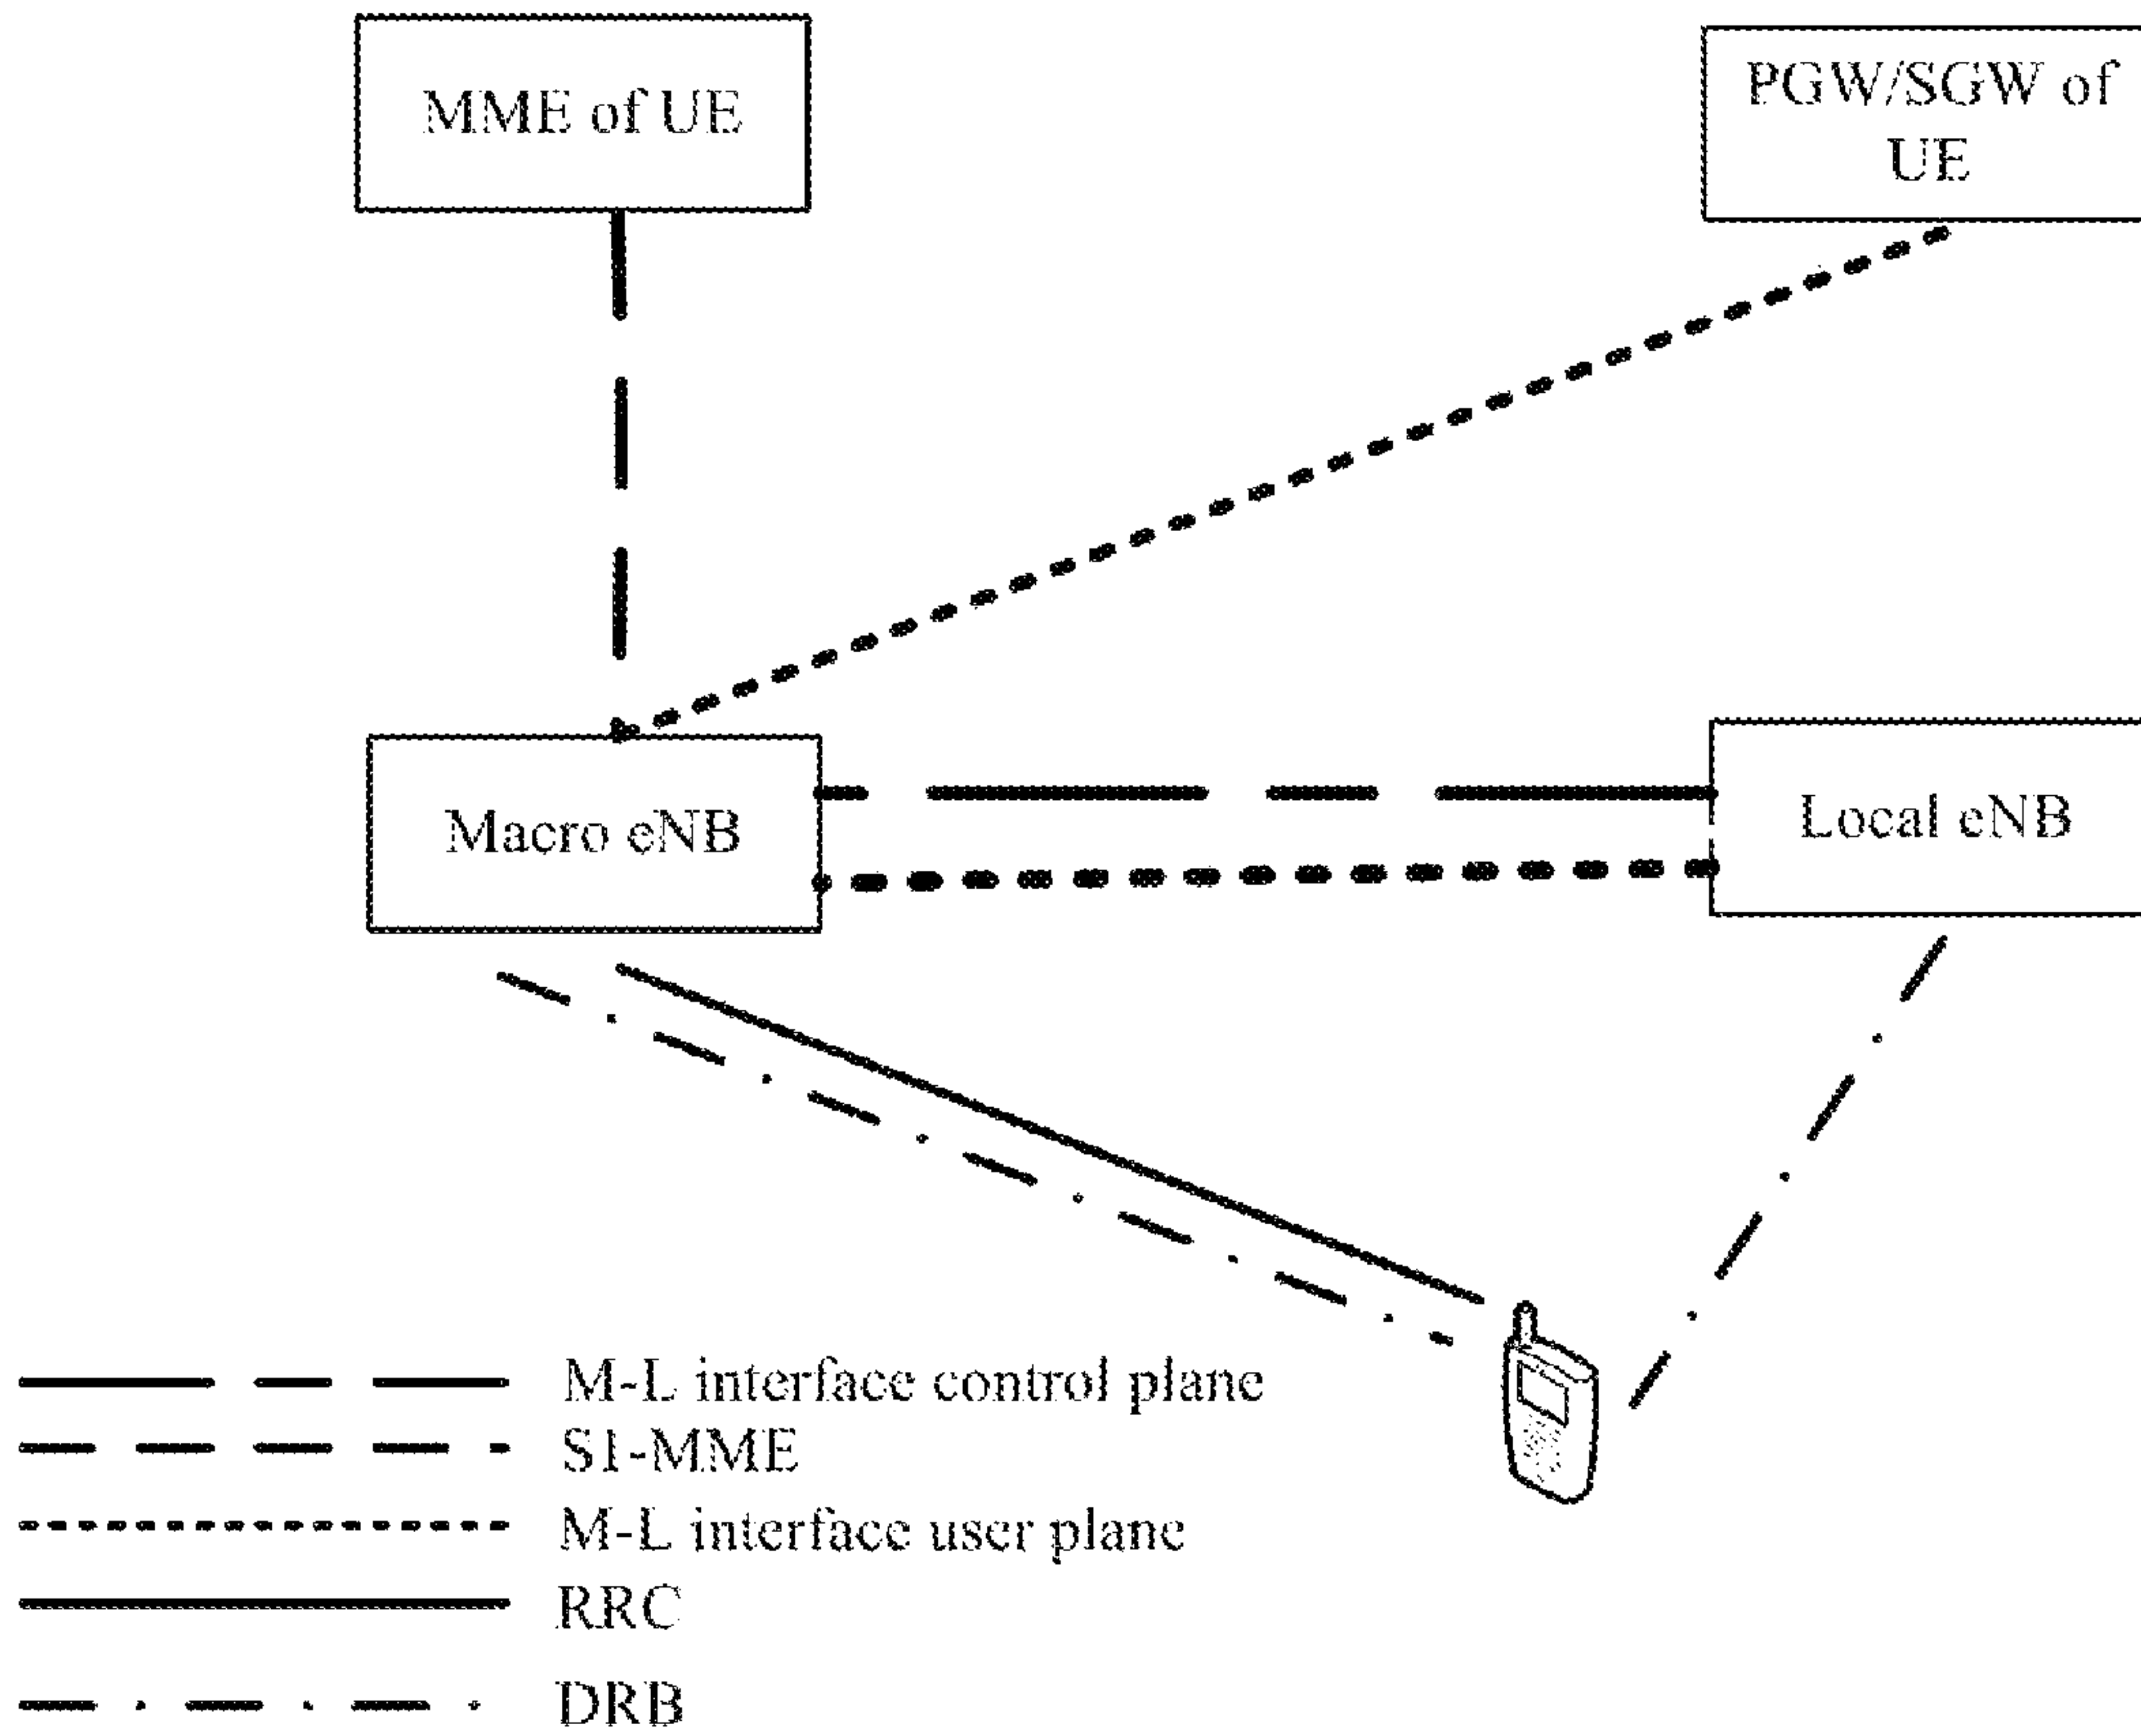 MME of UE
PGW/SGW of
UE
Macro eNB
Local eNB
M-L interface control plane
S1-MME
M-L interface user plane
RRC
DRB